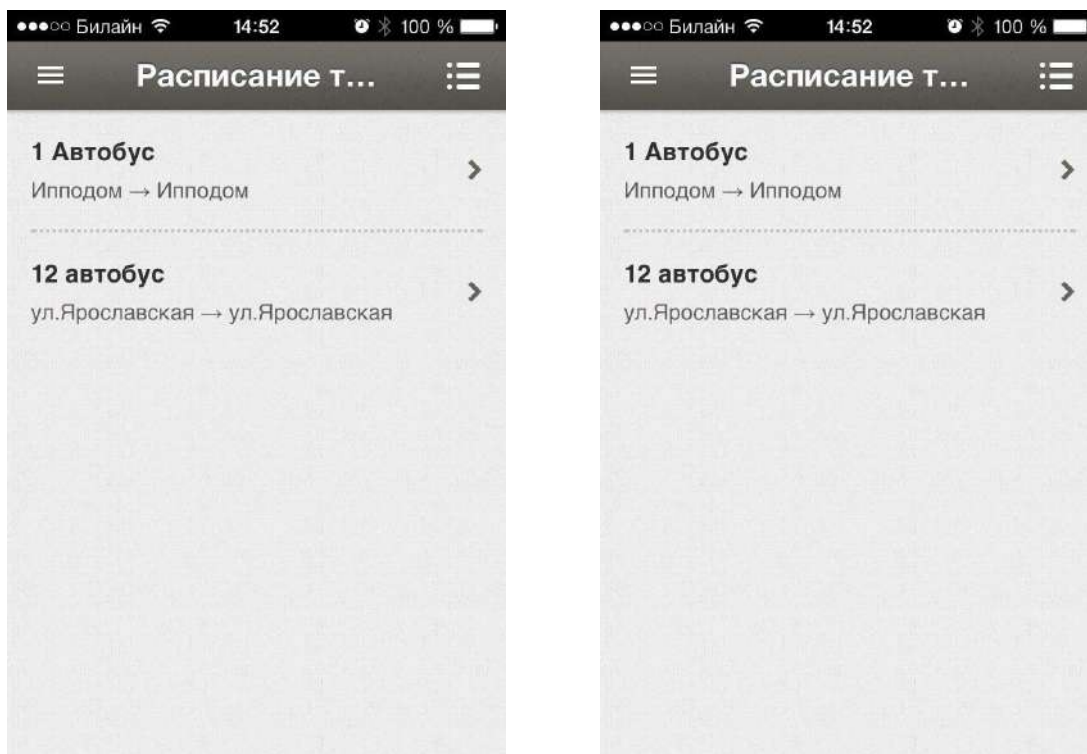 ●●●○○ Билайн 14:52 100 %
Расписание т...
1 Автобус
Ипподом → Ипподом
12 автобус
ул.Ярославская → ул.Ярославская
●●●○○ Билайн 14:52 100 %
Расписание т...
1 Автобус
Ипподом → Ипподом
12 автобус
ул.Ярославская → ул.Ярославская